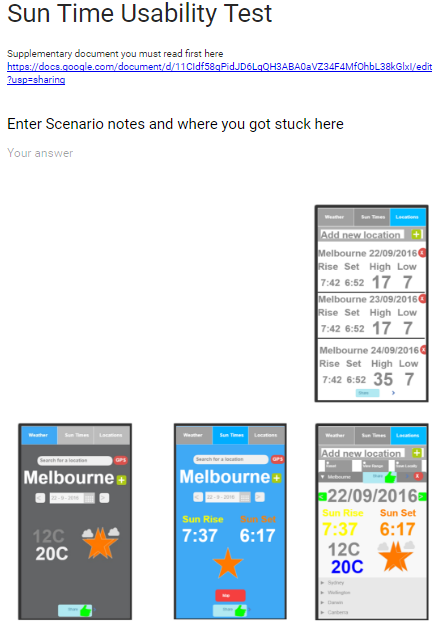 Sun Time Usability Test
Supplementary document you must read first here
https://docs.google.com/document/d/11CIdf58qPidJD6LqQH3ABA0aVZ34F4MfOhbL38kGlxI/edit
?usp=sharing
Enter Scenario notes and where you got stuck here
Your answer
Weather Sun Times Locations
Add new location +
Melbourne 22/09/2016
Rise Set High Low
7:42 6:52 17 7
Melbourne 23/09/2016
Rise Set High Low
7:42 6:52 17 7
Melbourne 24/09/2016
Rise Set High Low
7:42 6:52 35 7
Share >
Weather Sun Times Locations
Search for a location GPS
Melbourne +
< 22 - 9 - 2016 >
12C
20C
Share
Weather Sun Times Locations
Search for a location GPS
Melbourne +
< 22 - 9 - 2016 >
Sun Rise Sun Set
7:37 6:17
Stop
Share
Weather Sun Times Locations
Add new location +
Melbourne Share X
< 22/09/2016 >
Sun Rise Sun Set
7:37 6:17
12C
20C
Sydney
Wellington
Darwin
Canberra